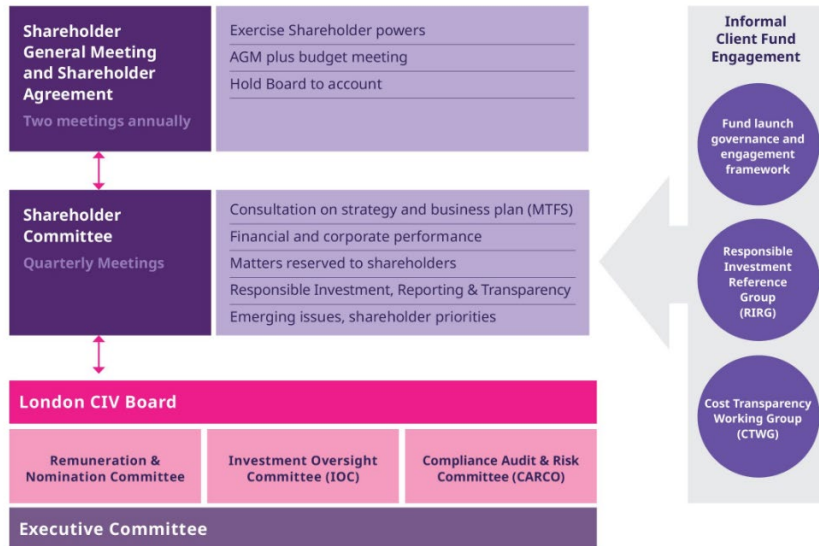 Shareholder
General Meeting
and Shareholder
Agreement
Two meetings annually
Exercise Shareholder powers
AGM plus budget meeting
Hold Board to account
Shareholder
Committee
Quarterly Meetings
Consultation on strategy and business plan (MTFS)
Financial and corporate performance
Matters reserved to shareholders
Responsible Investment, Reporting & Transparency
Emerging issues, shareholder priorities
London CIV Board
Remuneration &
Nomination Committee
Investment Oversight
Committee (IOC)
Compliance Audit & Risk
Committee (CARCO)
Executive Committee
Informal
Client Fund
Engagement
Fund launch
governance and
engagement
framework
Responsible
Investment
Reference
Group
(RIRG)
Cost Transparency
Working Group
(CTWG)